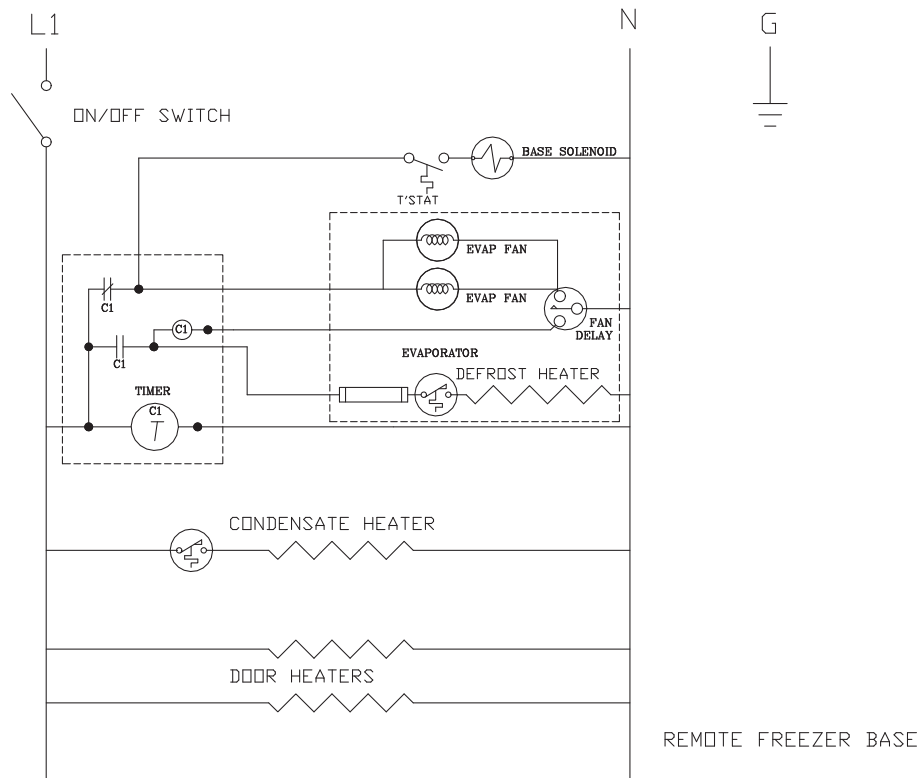 L1
N
G
ON/OFF SWITCH
BASE SOLENOID
T'STAT
EVAP FAN
EVAP FAN
C1
C1
FAN
DELAY
C1
EVAPORATOR
DEFROST HEATER
TIMER
C1
T
CONDENSATE HEATER
DOOR HEATERS
REMOTE FREEZER BASE